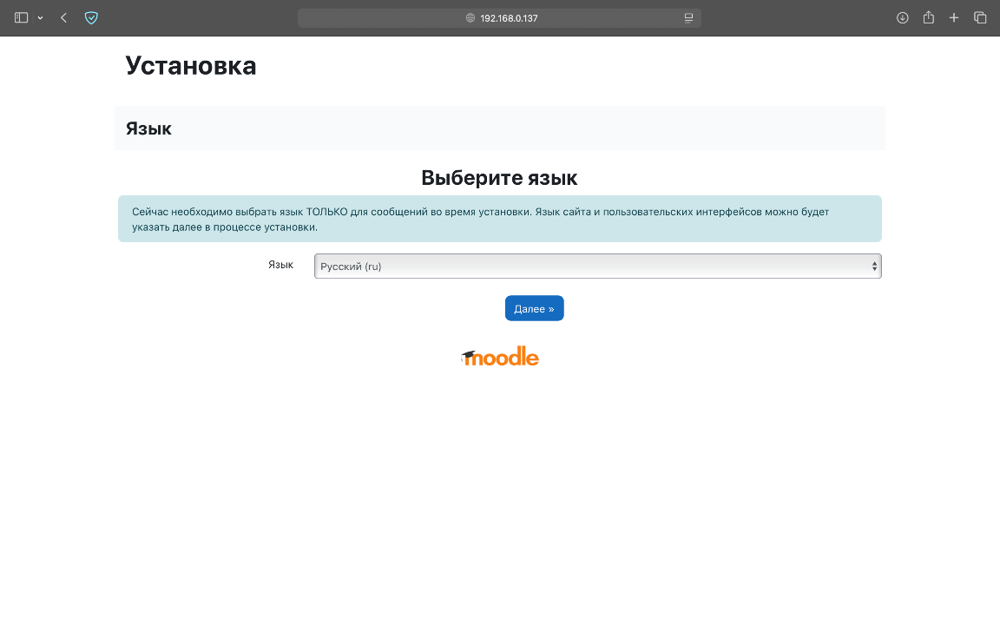 192.168.0.137
Установка
Язык
Выберите язык
Сейчас необходимо выбрать язык ТОЛЬКО для сообщений во время установки. Язык сайта и пользовательских интерфейсов можно будет
указать далее в процессе установки.
Язык
Русский (ru)
Далее »
moodle